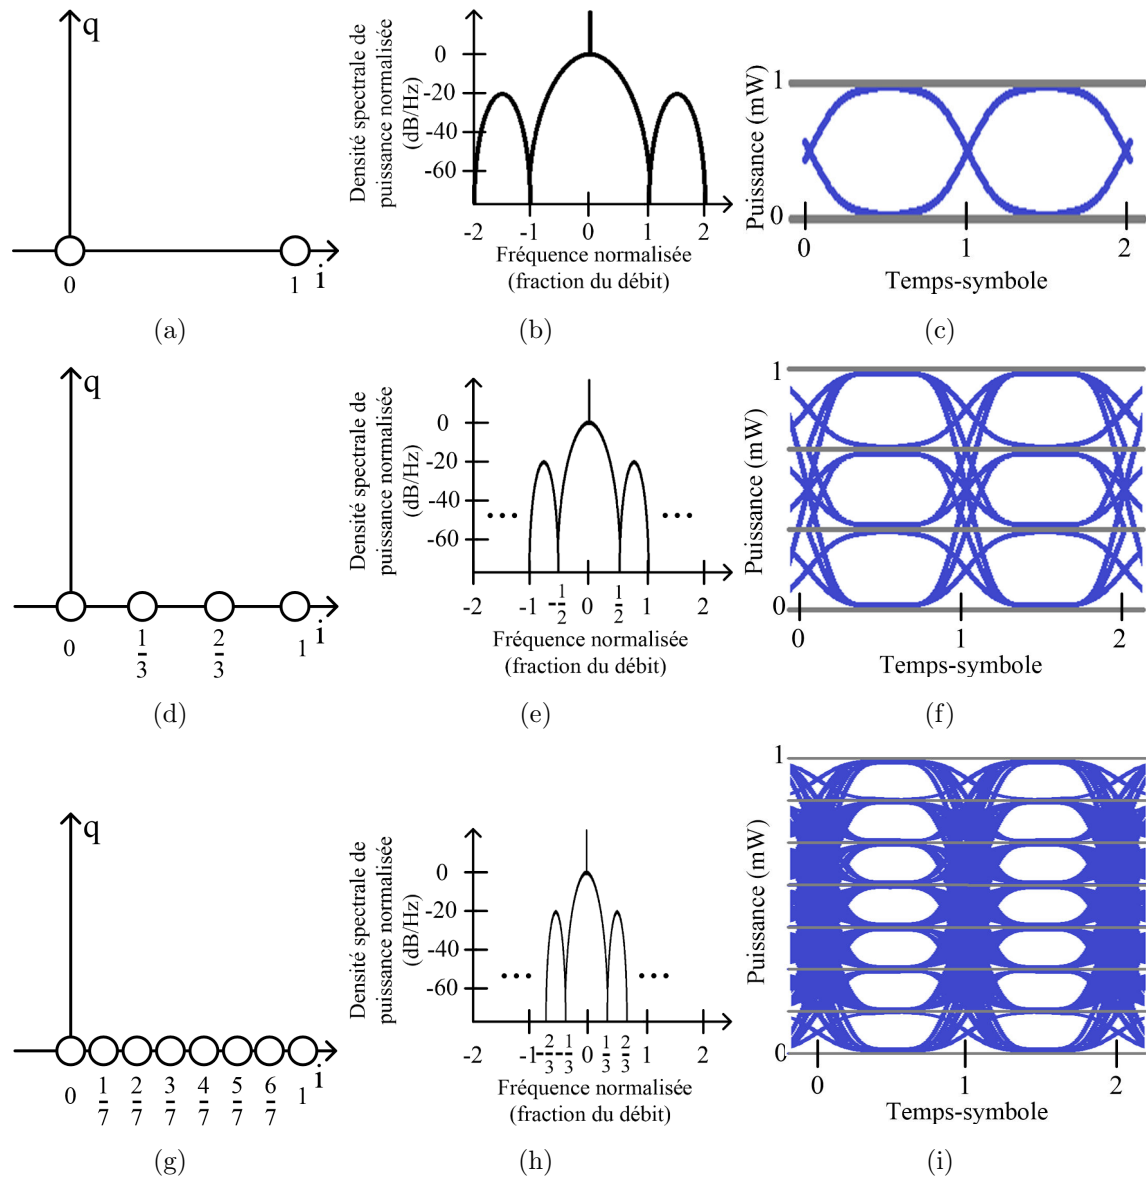 q
0
1 i
(a)
Densité spectrale de
puissance normalisée
(dB/Hz)
0
-20
-40
-60
-2 -1 0 1 2
Fréquence normalisée
(fraction du débit)
(b)
Puissance (mW)
1
0
0 1 2
Temps-symbole
(c)
q
0 1/3 2/3 1 i
(d)
Densité spectrale de
puissance normalisée
(dB/Hz)
0
-20
-40
-60
...
...
-2 -1 -1/2 0 1/2 1 2
Fréquence normalisée
(fraction du débit)
(e)
Puissance (mW)
1
0
0 1 2
Temps-symbole
(f)
q
0 1/7 2/7 3/7 4/7 5/7 6/7 1 i
(g)
Densité spectrale de
puissance normalisée
(dB/Hz)
0
-20
-40
-60
...
...
-2 -1 -2/3 -1/3 0 1/3 2/3 1 2
Fréquence normalisée
(fraction du débit)
(h)
Puissance (mW)
1
0
0 1 2
Temps-symbole
(i)